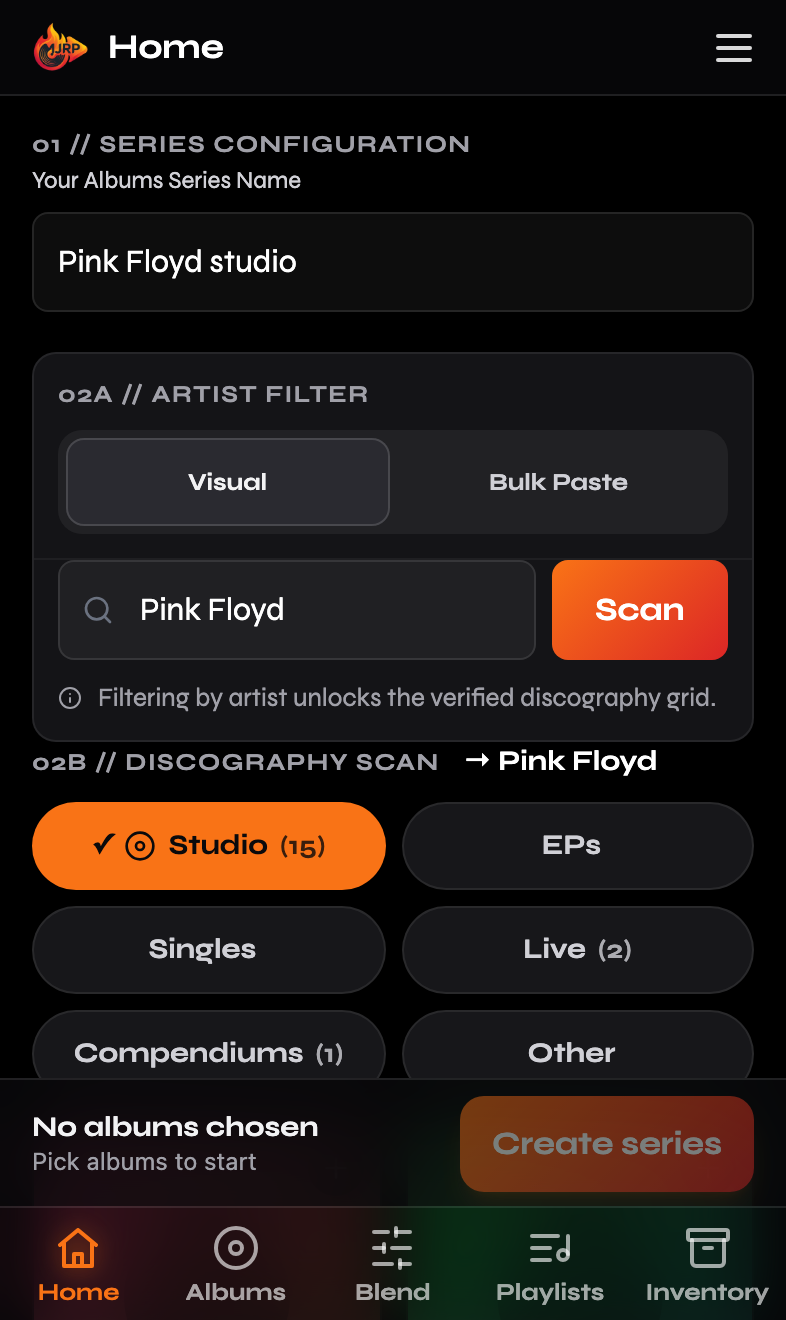 MJRP
Home
01 // SERIES CONFIGURATION
Your Albums Series Name
Pink Floyd studio
02A // ARTIST FILTER
Visual
Bulk Paste
Pink Floyd
Scan
Filtering by artist unlocks the verified discography grid.
02B // DISCOGRAPHY SCAN → Pink Floyd
✓ Studio (15)
EPs
Singles
Live (2)
Compendiums (1)
Other
No albums chosen
Pick albums to start
Create series
Home
Albums
Blend
Playlists
Inventory